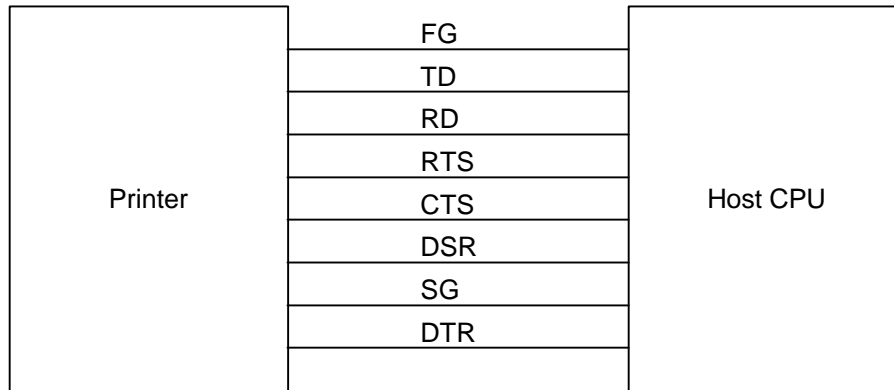 FG
TD
RD
RTS
Printer
CTS
Host CPU
DSR
SG
DTR